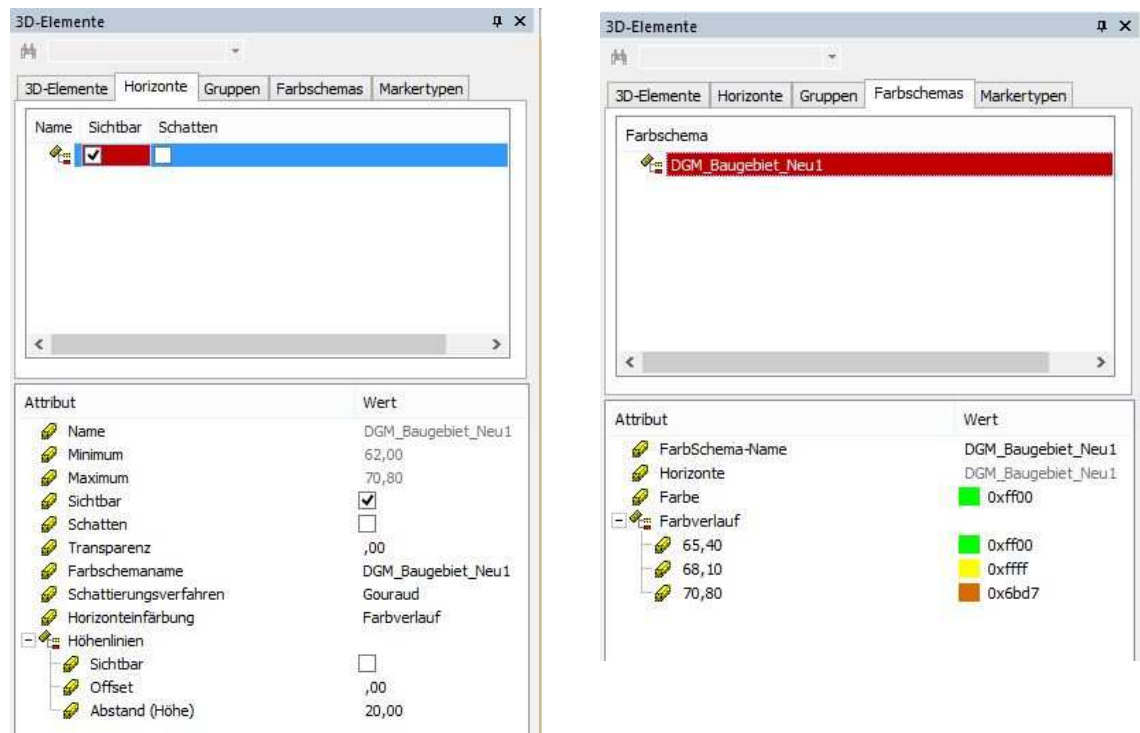 3D-Elemente
3D-Elemente Horizonte Gruppen Farbschemas Markertypen
Name Sichtbar Schatten
Attribut Wert
Name DGM_Baugebiet_Neu1
Minimum 62,00
Maximum 70,80
Sichtbar
Schatten
Transparenz ,00
Farbschemaname DGM_Baugebiet_Neu1
Schattierungsverfahren Gouraud
Horizonteinfärbung Farbverlauf
Höhenlinien
Sichtbar
Offset ,00
Abstand (Höhe) 20,00
3D-Elemente
3D-Elemente Horizonte Gruppen Farbschemas Markertypen
Farbschema
DGM_Baugebiet_Neu1
Attribut Wert
FarbSchema-Name DGM_Baugebiet_Neu1
Horizonte DGM_Baugebiet_Neu1
Farbe 0xff00
Farbverlauf
65,40 0xff00
68,10 0xffff
70,80 0x6bd7